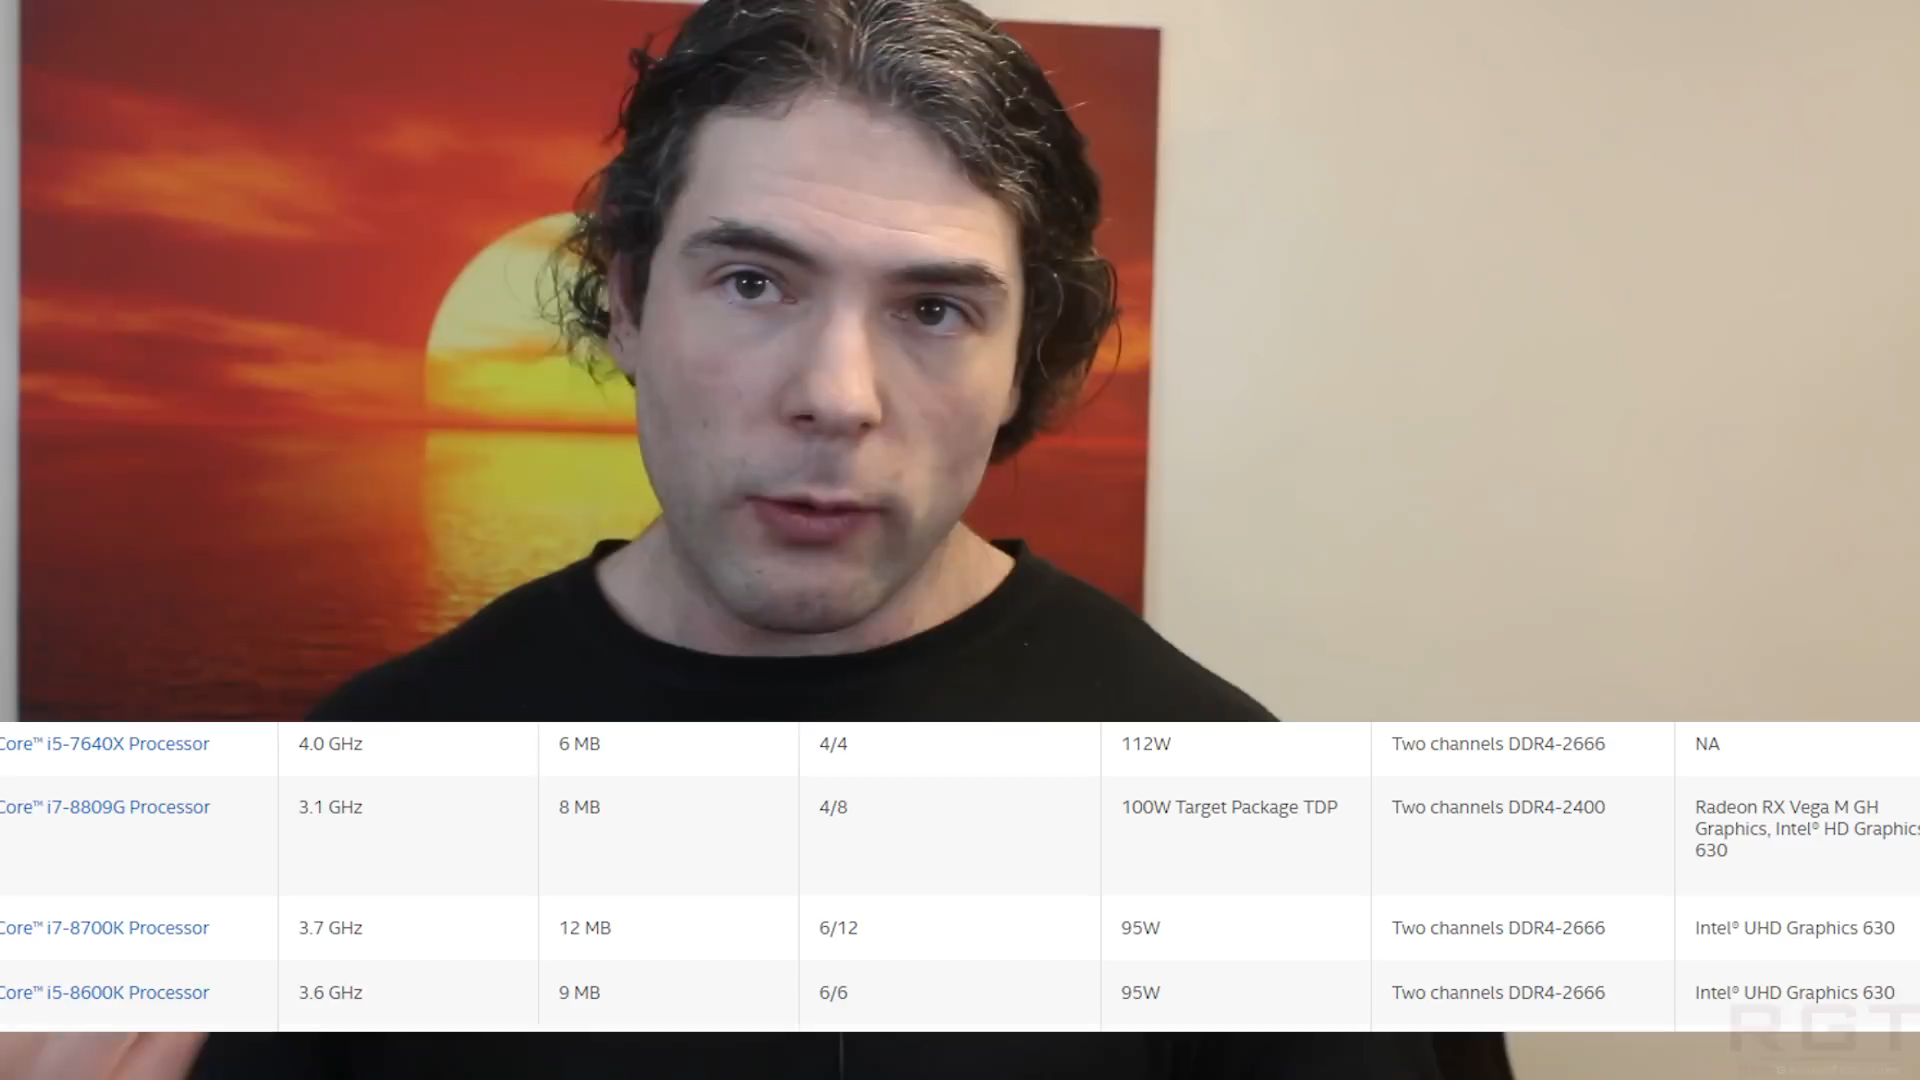 Core™ i5-7640X Processor 4.0 GHz 6 MB 4/4 112W Two channels DDR4-2666 NA
Core™ i7-8809G Processor 3.1 GHz 8 MB 4/8 100W Target Package TDP Two channels DDR4-2400 Radeon RX Vega M GH
Graphics, Intel® HD Graphics
630
Core™ i7-8700K Processor 3.7 GHz 12 MB 6/12 95W Two channels DDR4-2666 Intel® UHD Graphics 630
Core™ i5-8600K Processor 3.6 GHz 9 MB 6/6 95W Two channels DDR4-2666 Intel® UHD Graphics 630
RGT